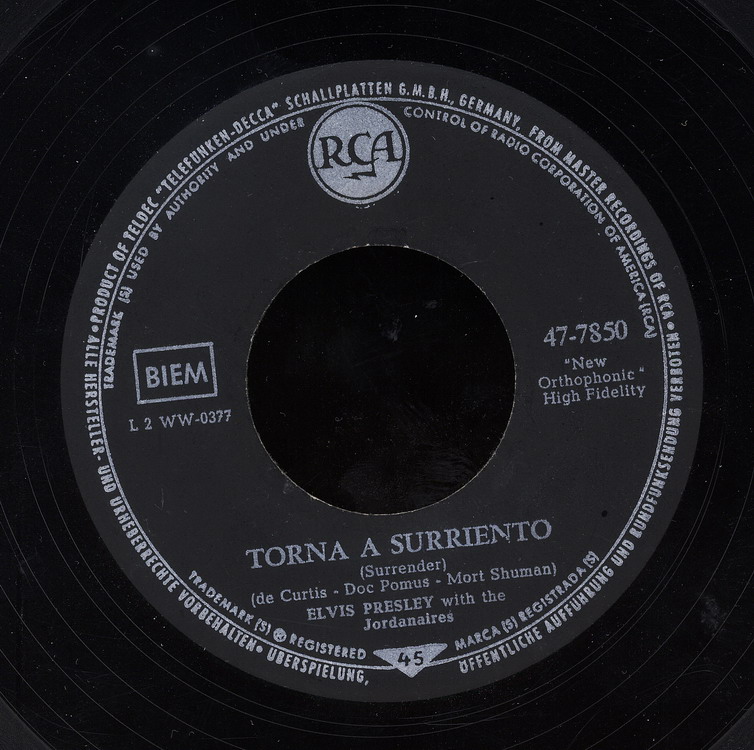 • PRODUCT OF TELDEC "TELEFUNKEN-DECCA" SCHALLPLATTEN G.M.B.H., GERMANY, FROM MASTER RECORDINGS OF RCA •
TRADEMARK (S) USED BY AUTHORITY AND UNDER CONTROL OF RADIO CORPORATION OF AMERICA (RCA)
RCA
47-7850
"New
Orthophonic"
High Fidelity
BIEM
L 2 WW-0377
TORNA A SURRIENTO
(Surrender)
(de Curtis - Doc Pomus - Mort Shuman)
ELVIS PRESLEY with the
Jordanaires
TRADEMARK (S) ® REGISTERED
MARCA (S) REGISTRADA (S)
45
ALLE HERSTELLER- UND URHEBERRECHTE VORBEHALTEN • ÜBERSPIELUNG, ÖFFENTLICHE AUFFÜHRUNG UND RUNDFUNKSENDUNG VERBOTEN